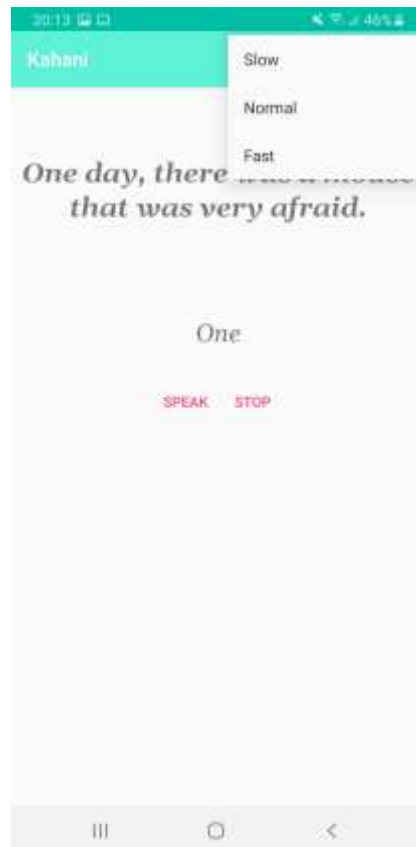 20:13 46%
Kahani
Slow
Normal
Fast
One day, there
that was very afraid.
One
SPEAK STOP